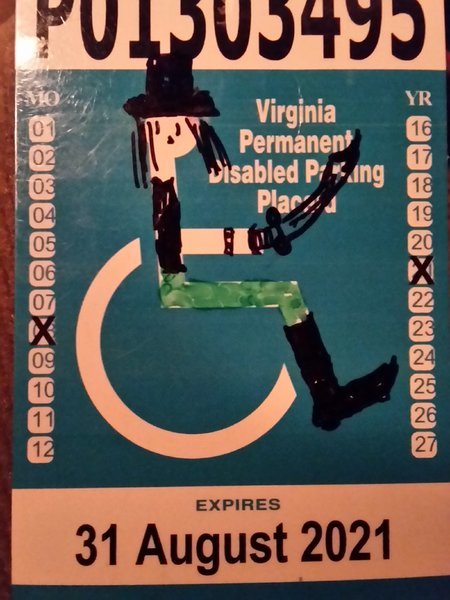 P01303495
MO
YR
Virginia
Permanent
Disabled Parking
Placard
01
02
03
04
05
06
07
X
09
10
11
12
16
17
18
19
20
X
22
23
24
25
26
27
EXPIRES
31 August 2021